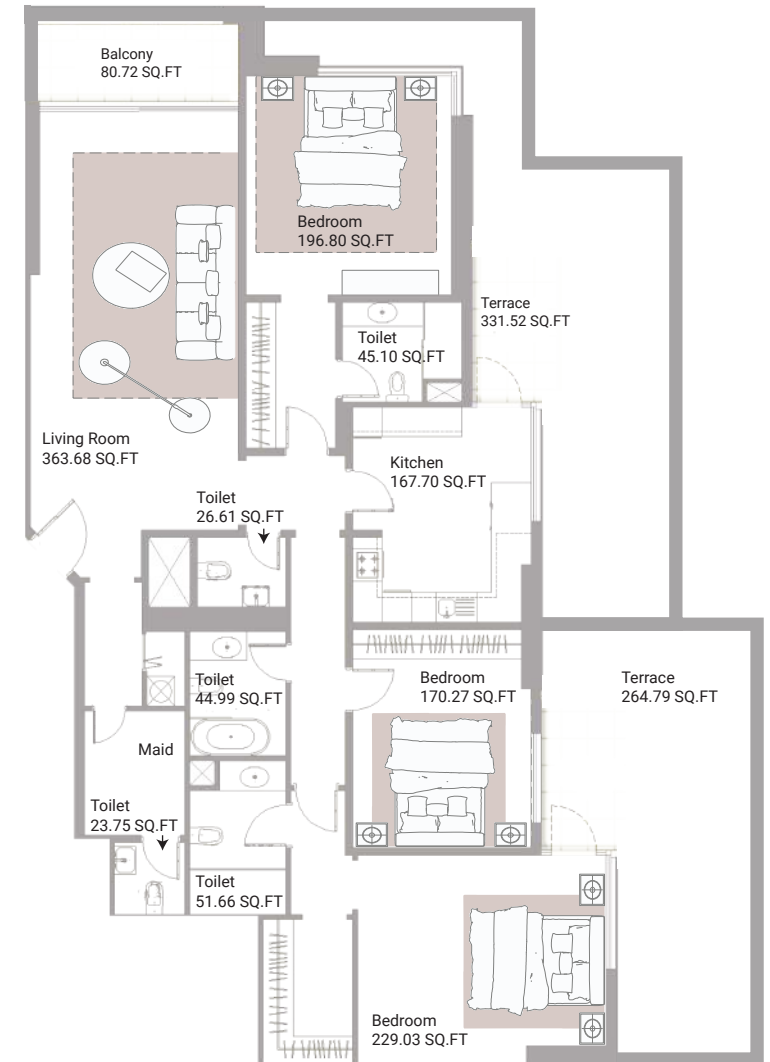 Balcony
80.72 SQ.FT
Bedroom
196.80 SQ.FT
Terrace
331.52 SQ.FT
Toilet
45.10 SQ.FT
Living Room
363.68 SQ.FT
Kitchen
167.70 SQ.FT
Toilet
26.61 SQ.FT
Toilet
44.99 SQ.FT
Bedroom
170.27 SQ.FT
Terrace
264.79 SQ.FT
Maid
Toilet
23.75 SQ.FT
Toilet
51.66 SQ.FT
Bedroom
229.03 SQ.FT